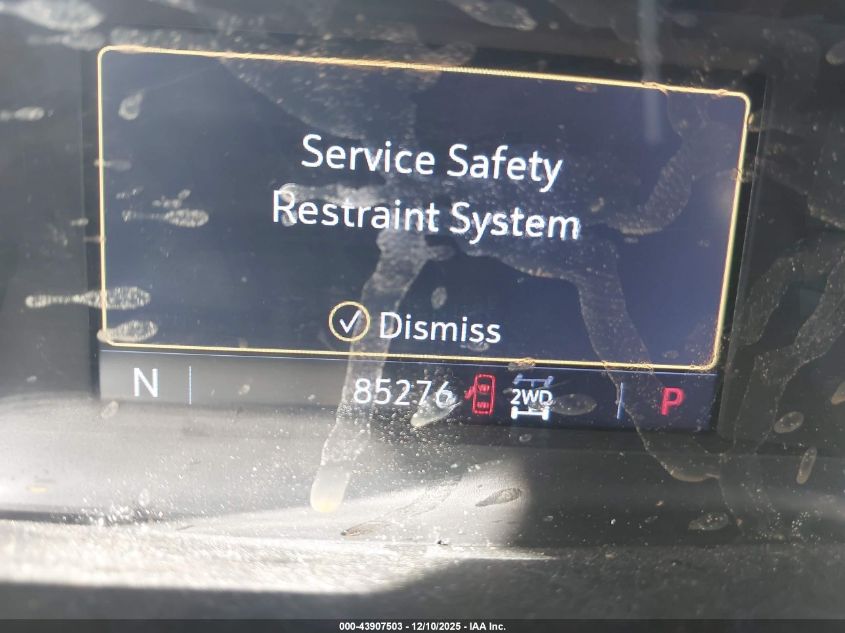 Service Safety
Restraint System
Dismiss
N 85276 2WD P
000-43907503 - 12/10/2025 - IAA Inc.